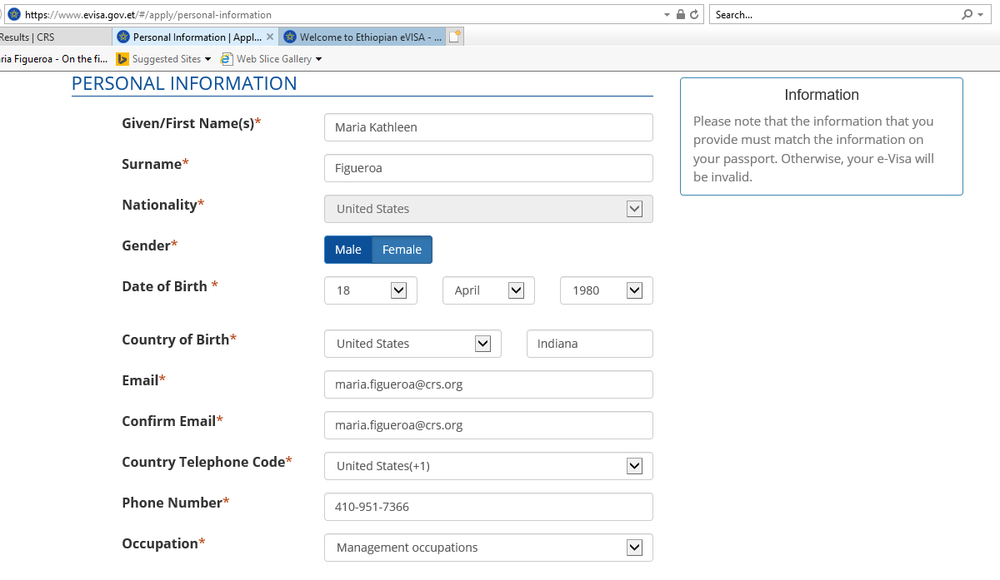 https://www.evisa.gov.et/#/apply/personal-information
Search...
Results | CRS
Personal Information | Appl...
Welcome to Ethiopian eVISA - ...
ria Figueroa - On the fi...
Suggested Sites
Web Slice Gallery
PERSONAL INFORMATION
Given/First Name(s)* Maria Kathleen
Surname* Figueroa
Nationality* United States
Gender* Male Female
Date of Birth * 18 April 1980
Country of Birth* United States Indiana
Email* maria.figueroa@crs.org
Confirm Email* maria.figueroa@crs.org
Country Telephone Code* United States(+1)
Phone Number* 410-951-7366
Occupation* Management occupations
Information
Please note that the information that you
provide must match the information on
your passport. Otherwise, your e-Visa will
be invalid.